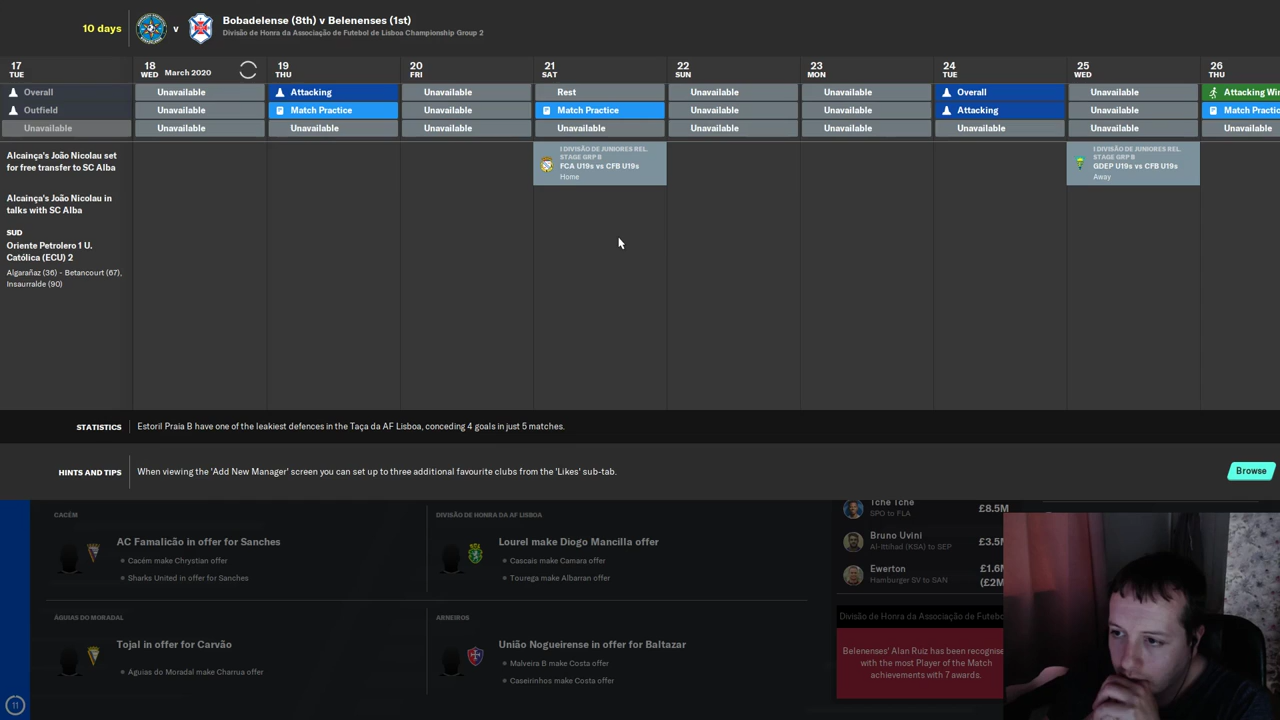 10 days
v
Bobadelense (8th) v Belenenses (1st)
Divisão de Honra da Associação de Futebol de Lisboa Championship Group 2
17 TUE
18 WED March 2020
19 THU
20 FRI
21 SAT
22 SUN
23 MON
24 TUE
25 WED
26 THU
Overall
Unavailable
Attacking
Unavailable
Rest
Unavailable
Unavailable
Overall
Unavailable
Attacking Win
Outfield
Unavailable
Match Practice
Unavailable
Match Practice
Unavailable
Unavailable
Attacking
Unavailable
Match Practic
Unavailable
Unavailable
Unavailable
Unavailable
Unavailable
Unavailable
Unavailable
Unavailable
Unavailable
Unavailable
Alcainça's João Nicolau set
for free transfer to SC Alba
Alcainça's João Nicolau in
talks with SC Alba
SUD
Oriente Petrolero 1 U.
Católica (ECU) 2
Algarañaz (36) - Betancourt (67),
Insaurralde (90)
I DIVISÃO DE JUNIORES REL.
STAGE GRP B
FCA U19s vs CFB U19s
Home
I DIVISÃO DE JUNIORES REL.
STAGE GRP B
GDEP U19s vs CFB U19s
Away
STATISTICS
Estoril Praia B have one of the leakiest defences in the Taça da AF Lisboa, conceding 4 goals in just 5 matches.
HINTS AND TIPS
When viewing the 'Add New Manager' screen you can set up to three additional favourite clubs from the 'Likes' sub-tab.
Browse
CACÉM
AC Famalicão in offer for Sanches
Cacém make Chrystian offer
Sharks United in offer for Sanches
DIVISÃO DE HONRA DA AF LISBOA
Lourel make Diogo Mancilla offer
Cascais make Camara offer
Tourega make Albarran offer
ÁGUIAS DO MORADAL
Tojal in offer for Carvão
Aguias do Moradal make Charrua offer
ARNEIROS
União Nogueirense in offer for Baltazar
Malveira B make Costa offer
Caseirinhos make Costa offer
Tchê Tchê
SPO to FLA
£8.5M
Bruno Uvini
Al-Ittihad (KSA) to SEP
£3.5M
Ewerton
Hamburger SV to SAN
£1.6M
(£2M
Divisão de Honra da Associação de Futebo
Belenenses' Alan Ruiz has been recognise
with the most Player of the Match
achievements with 7 awards.
11